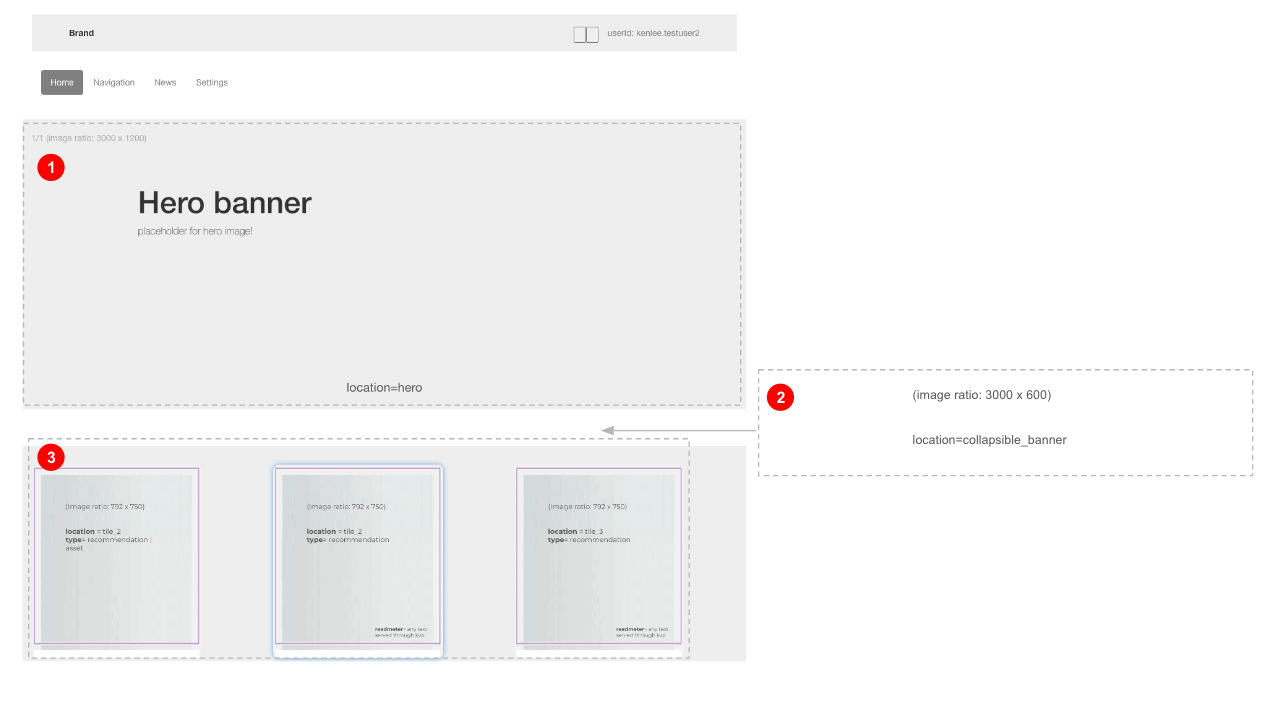 Brand
userId: kenlee.testuser2
Home Navigation News Settings
1/1 (image ratio: 3000 x 1200)
1
Hero banner
placeholder for hero image!
location=hero
2
(image ratio: 3000 x 600)
location=collapsible_banner
3
(Image ratio: 792 x 750)
location = tile_2
type= recommendation |
asset
(Image ratio: 792 x 750)
location = tile_2
type= recommendation
readmeter= any text
served through kvp
(Image ratio: 792 x 750)
location = tile_3
type= recommendation
readmeter= any text
served through kvp